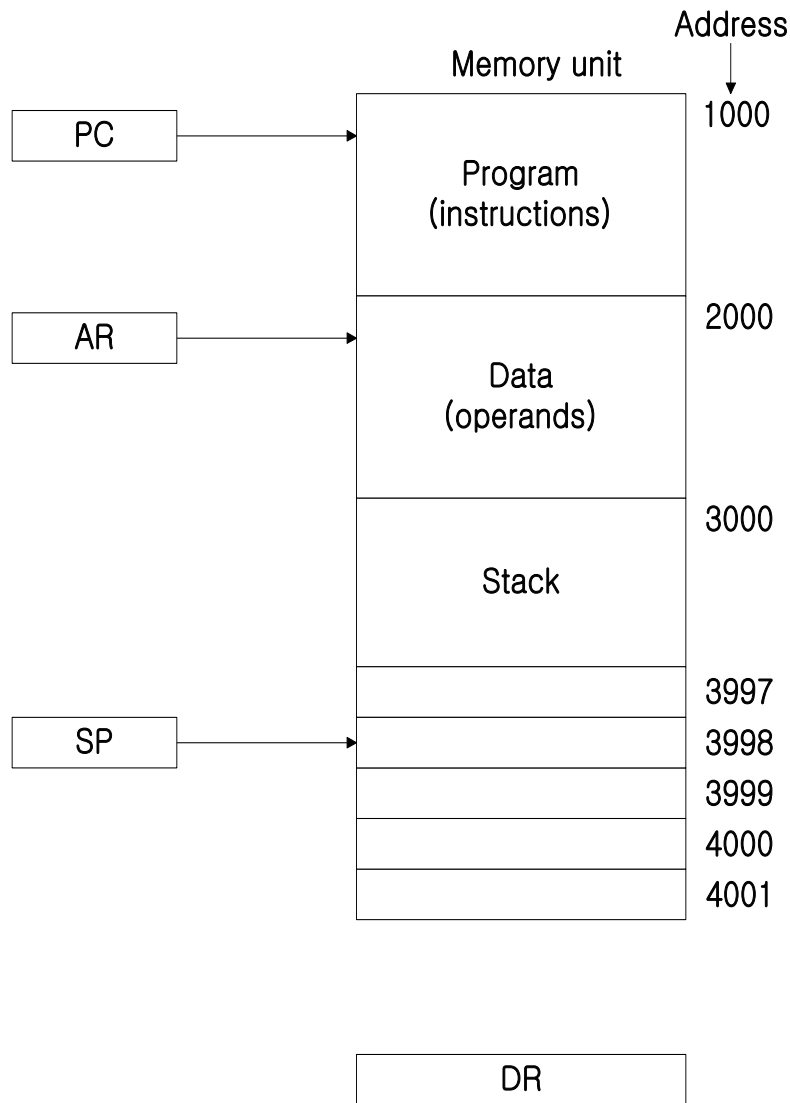 Address
Memory unit
1000
PC
Program
(instructions)
2000
AR
Data
(operands)
3000
Stack
3997
SP
3998
3999
4000
4001
DR